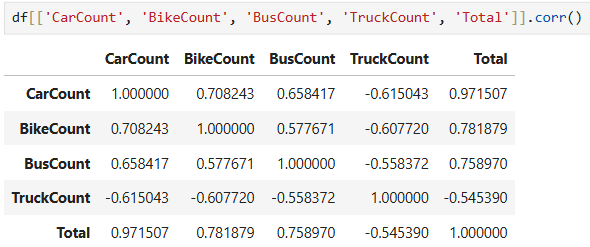 df[['CarCount', 'BikeCount', 'BusCount', 'TruckCount', 'Total']].corr()
CarCount BikeCount BusCount TruckCount Total
CarCount 1.000000 0.708243 0.658417 -0.615043 0.971507
BikeCount 0.708243 1.000000 0.577671 -0.607720 0.781879
BusCount 0.658417 0.577671 1.000000 -0.558372 0.758970
TruckCount -0.615043 -0.607720 -0.558372 1.000000 -0.545390
Total 0.971507 0.781879 0.758970 -0.545390 1.000000